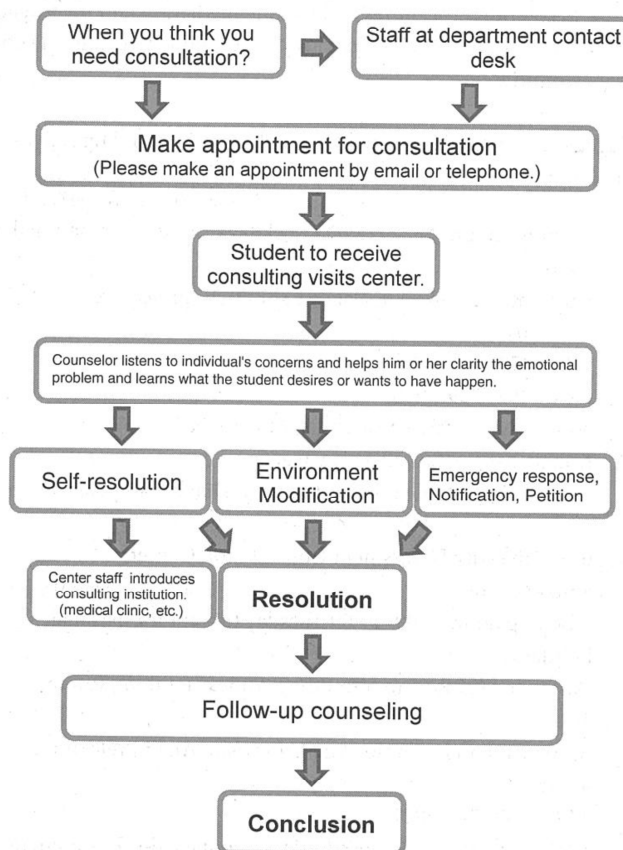 When you think you
need consultation?
Staff at department contact
desk
Make appointment for consultation
(Please make an appointment by email or telephone.)
Student to receive
consulting visits center.
Counselor listens to individual's concerns and helps him or her clarity the emotional
problem and learns what the student desires or wants to have happen.
Self-resolution
Environment
Modification
Emergency response,
Notification, Petition
Center staff introduces
consulting institution.
(medical clinic, etc.)
Resolution
Follow-up counseling
Conclusion